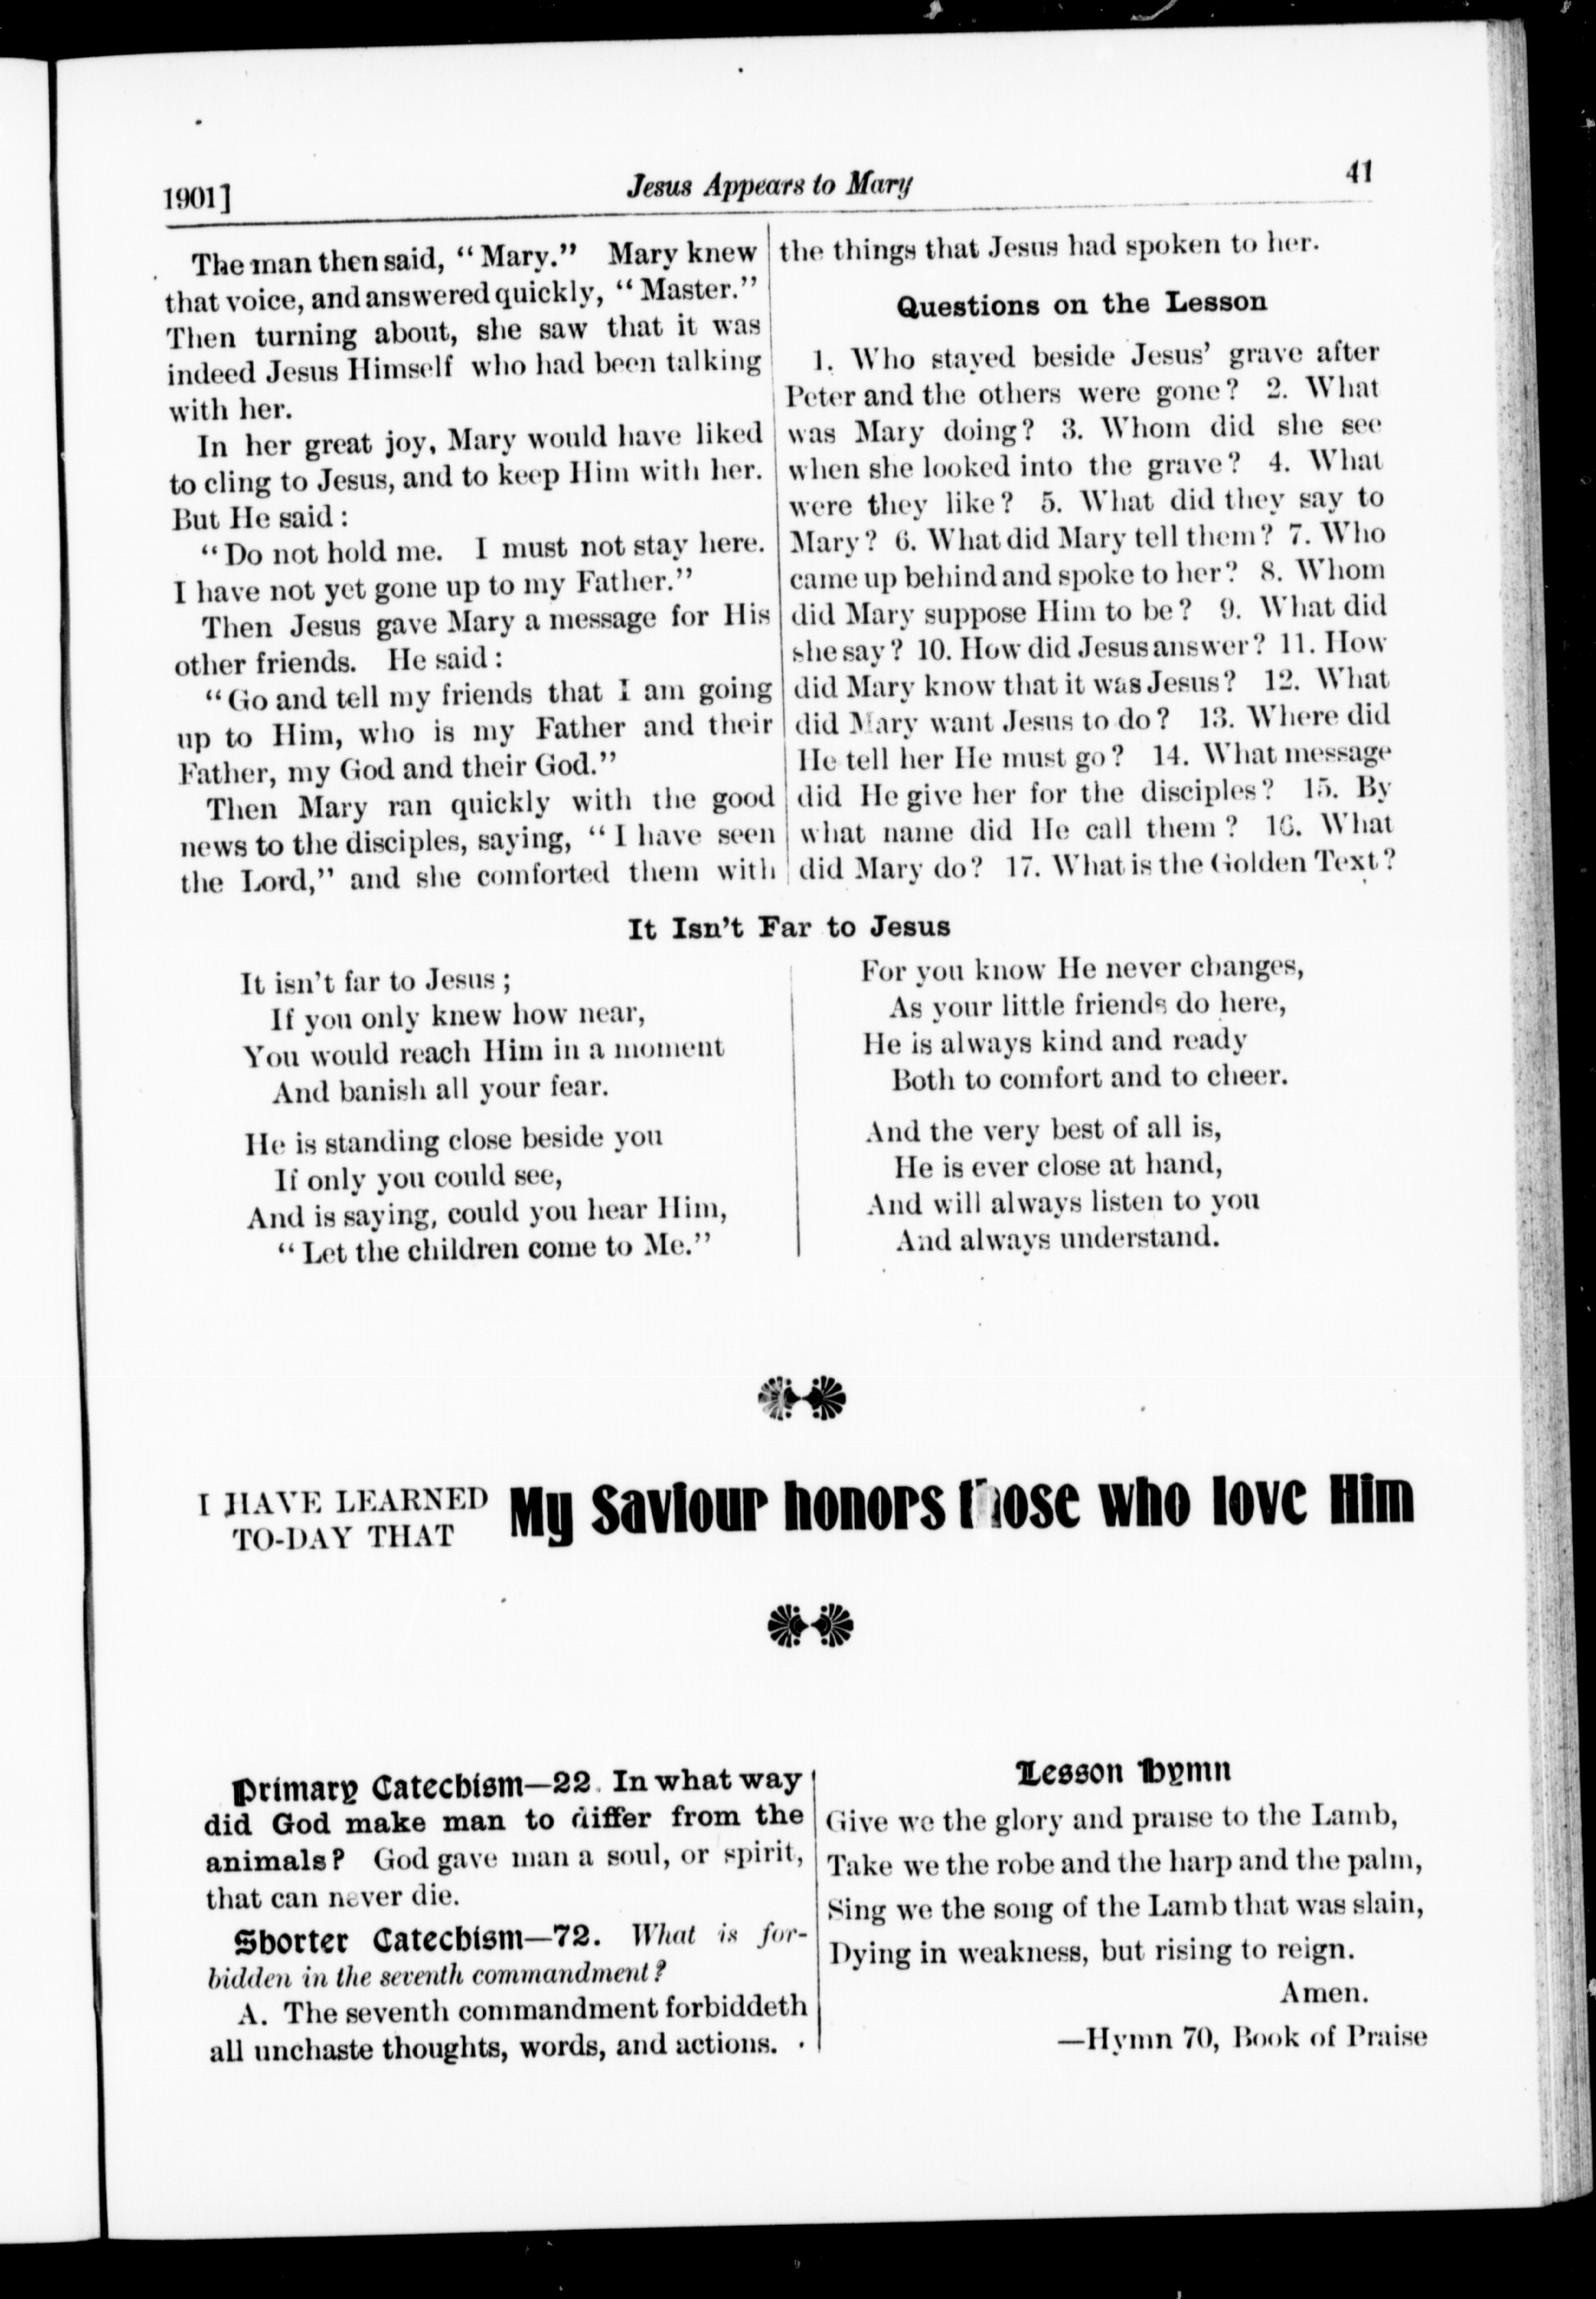 1901]
Jesus Appears to Mary
41
The man then said, "Mary." Mary knew
that voice, and answered quickly, "Master."
Then turning about, she saw that it was
indeed Jesus Himself who had been talking
with her.
In her great joy, Mary would have liked
to cling to Jesus, and to keep Him with her.
But He said:
"Do not hold me. I must not stay here.
I have not yet gone up to my Father."
Then Jesus gave Mary a message for His
other friends. He said:
"Go and tell my friends that I am going
up to Him, who is my Father and their
Father, my God and their God."
Then Mary ran quickly with the good
news to the disciples, saying, "I have seen
the Lord," and she comforted them with
the things that Jesus had spoken to her.
Questions on the Lesson
1. Who stayed beside Jesus' grave after
Peter and the others were gone? 2. What
was Mary doing? 3. Whom did she see
when she looked into the grave? 4. What
were they like? 5. What did they say to
Mary? 6. What did Mary tell them? 7. Who
came up behind and spoke to her? 8. Whom
did Mary suppose Him to be? 9. What did
she say? 10. How did Jesus answer? 11. How
did Mary know that it was Jesus? 12. What
did Mary want Jesus to do? 13. Where did
He tell her He must go? 14. What message
did He give her for the disciples? 15. By
what name did He call them? 16. What
did Mary do? 17. What is the Golden Text?
It Isn't Far to Jesus
It isn't far to Jesus;
If you only knew how near,
You would reach Him in a moment
And banish all your fear.
He is standing close beside you
If only you could see,
And is saying, could you hear Him,
"Let the children come to Me."
For you know He never changes,
As your little friends do here,
He is always kind and ready
Both to comfort and to cheer.
And the very best of all is,
He is ever close at hand,
And will always listen to you
And always understand.
I HAVE LEARNED
TO-DAY THAT
My Saviour honors those who love Him
Primary Catechism—22. In what way
did God make man to differ from the
animals? God gave man a soul, or spirit,
that can never die.
Shorter Catechism—72. What is for-
bidden in the seventh commandment?
A. The seventh commandment forbiddeth
all unchaste thoughts, words, and actions.
Lesson Hymn
Give we the glory and praise to the Lamb,
Take we the robe and the harp and the palm,
Sing we the song of the Lamb that was slain,
Dying in weakness, but rising to reign.
Amen.
—Hymn 70, Book of Praise